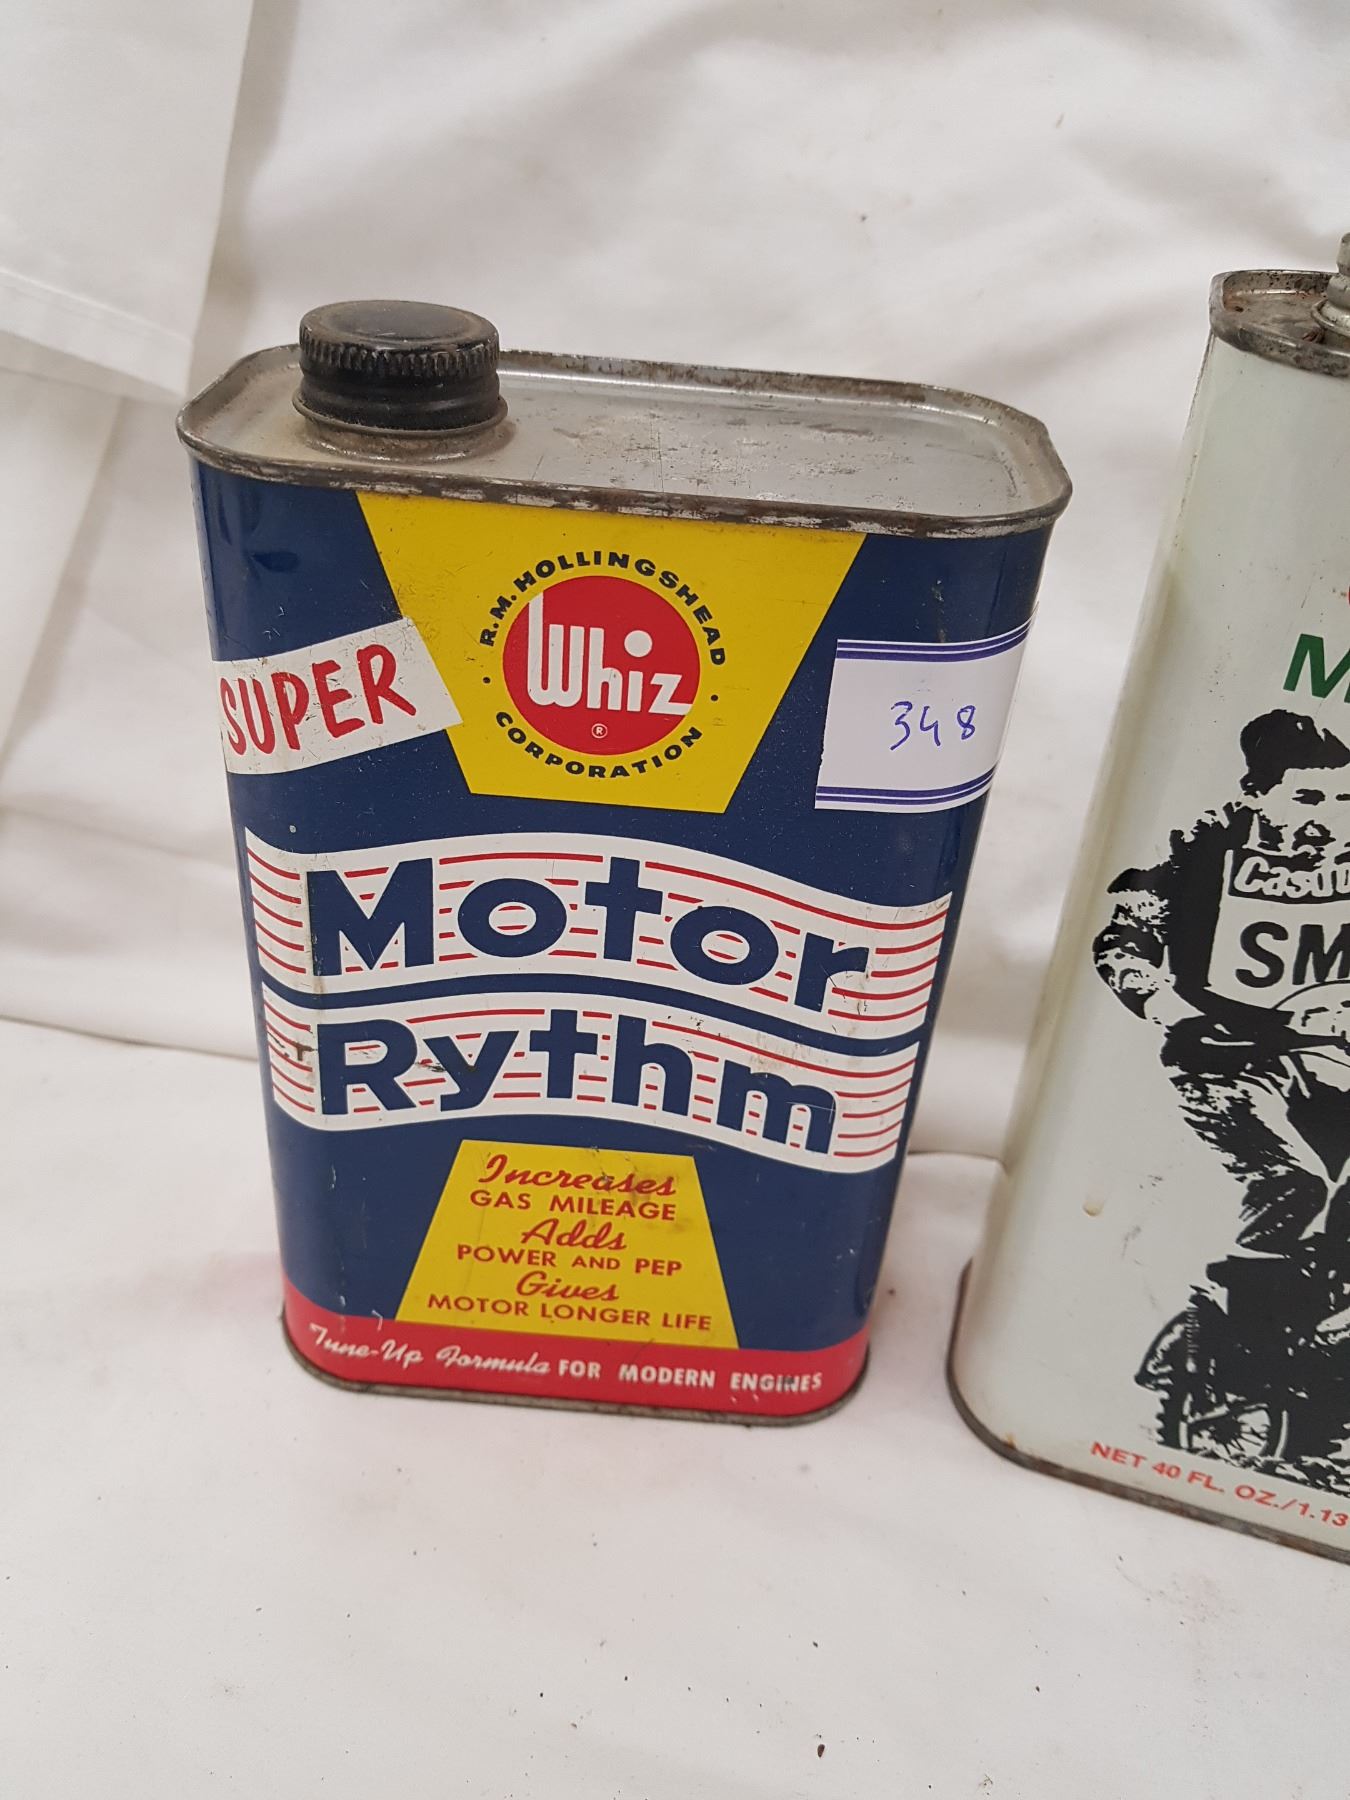 R. M. HOLLINGSHEAD
Whiz
®
CORPORATION
SUPER
348
Motor
Rythm
Increases
GAS MILEAGE
Adds
POWER AND PEP
Gives
MOTOR LONGER LIFE
Tune-Up Formula FOR MODERN ENGINES
M
Castro
SM
NET 40 FL. OZ./1.13